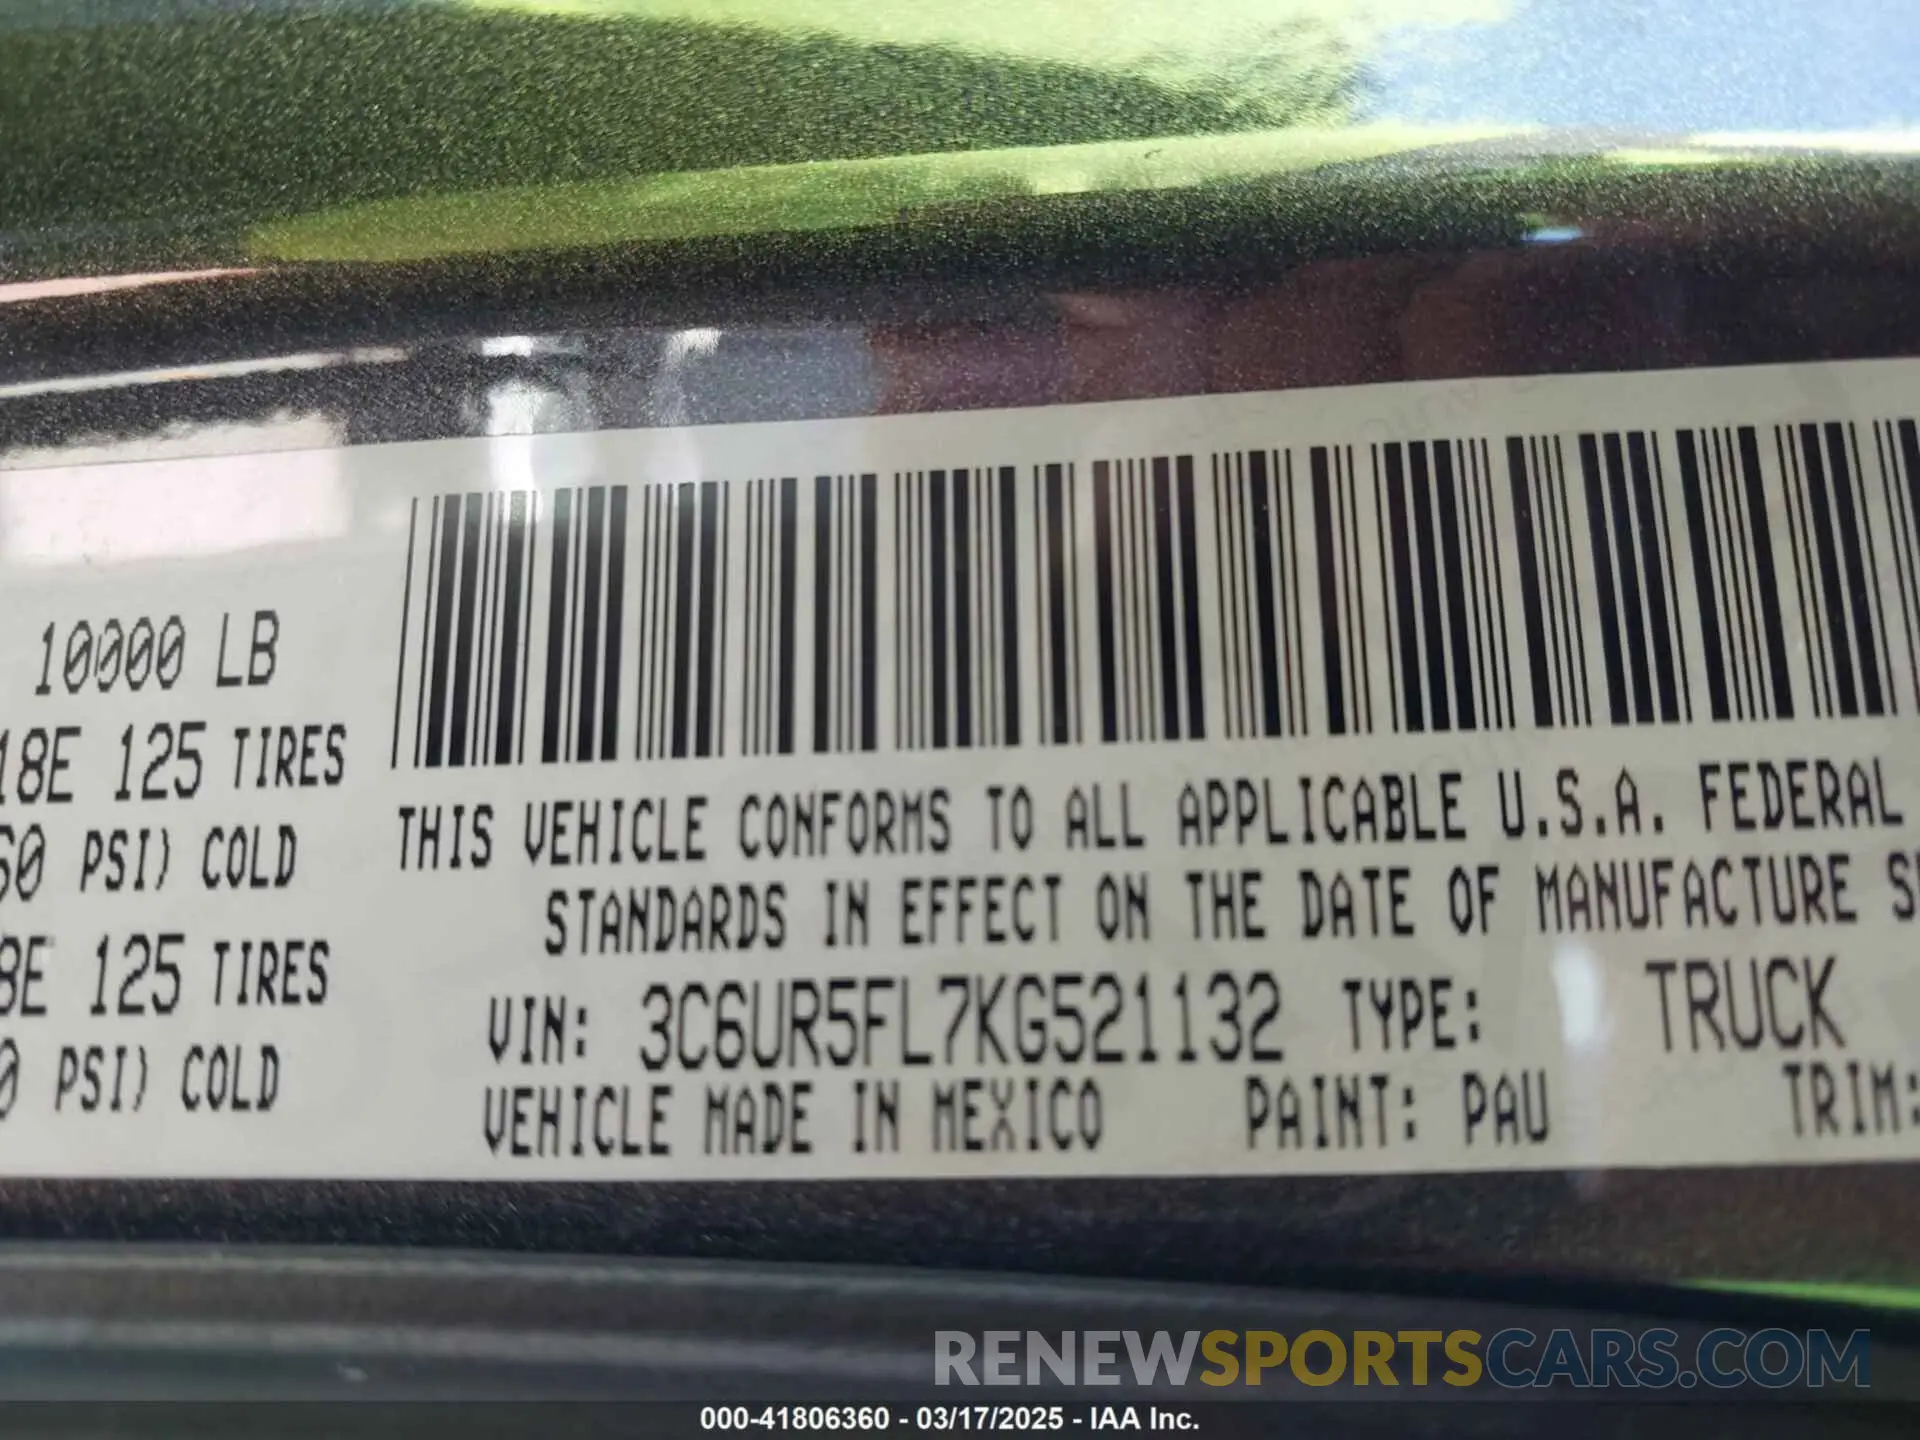 10000 LB
18E 125 TIRES
60 PSI) COLD
8E 125 TIRES
0 PSI) COLD
THIS VEHICLE CONFORMS TO ALL APPLICABLE U.S.A. FEDERAL
STANDARDS IN EFFECT ON THE DATE OF MANUFACTURE
VIN: 3C6UR5FL7KG521132 TYPE: TRUCK
VEHICLE MADE IN MEXICO PAINT: PAU TRIM:
RENEWSPORTSCARS.COM
000-41806360 - 03/17/2025 - IAA Inc.